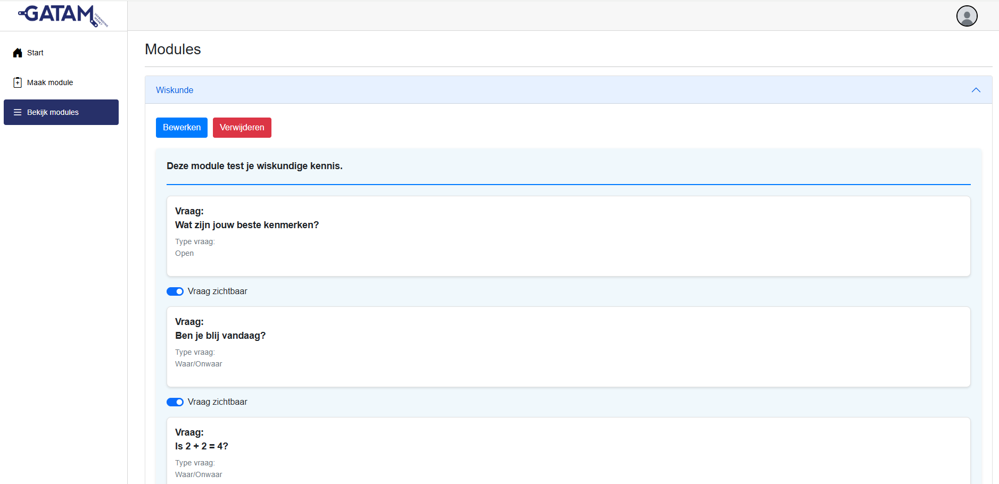 GATAM
VERBINDING
WERKT
Start
Maak module
Bekijk modules
Modules
Wiskunde
Bewerken
Verwijderen
Deze module test je wiskundige kennis.
Vraag:
Wat zijn jouw beste kenmerken?
Type vraag:
Open
Vraag zichtbaar
Vraag:
Ben je blij vandaag?
Type vraag:
Waar/Onwaar
Vraag zichtbaar
Vraag:
Is 2 + 2 = 4?
Type vraag:
Waar/Onwaar